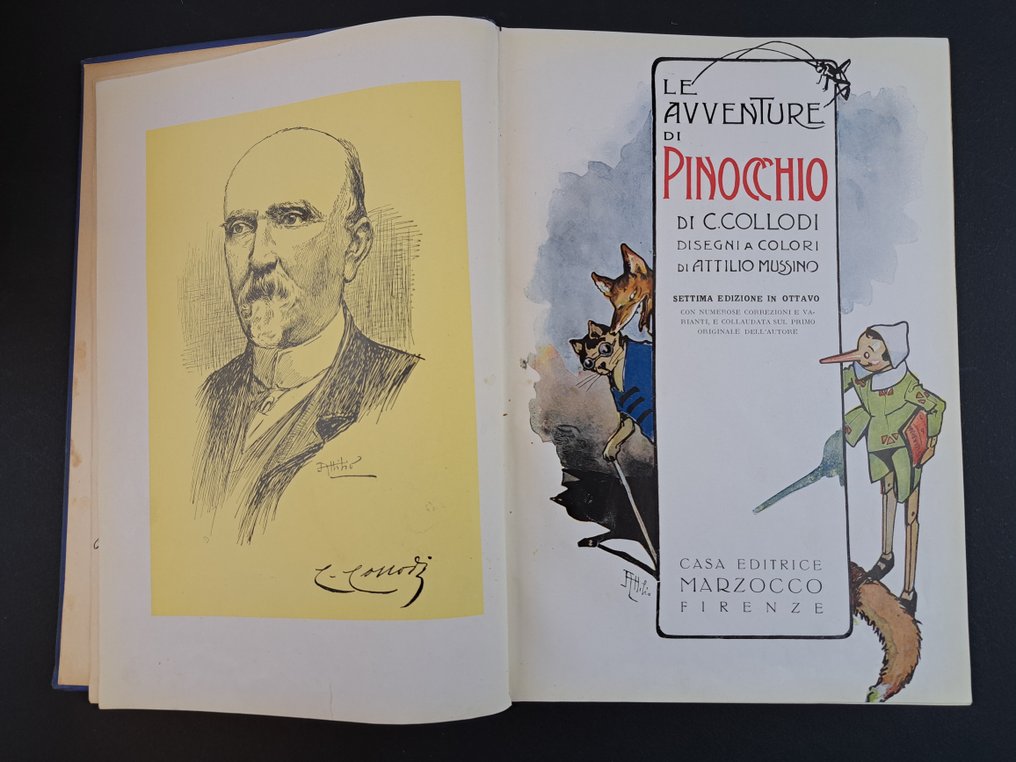 Attilio
C. Collodi
LE
AVVENTURE
DI
PINOCCHIO
DI C. COLLODI
DISEGNI A COLORI
DI ATTILIO MUSSINO
SETTIMA EDIZIONE IN OTTAVO
CON NUMEROSE CORREZIONI E VA-
RIANTI, E COLLAUDATA SUL PRIMO
ORIGINALE DELL'AUTORE
Attilio
CASA EDITRICE
MARZOCCO
FIRENZE